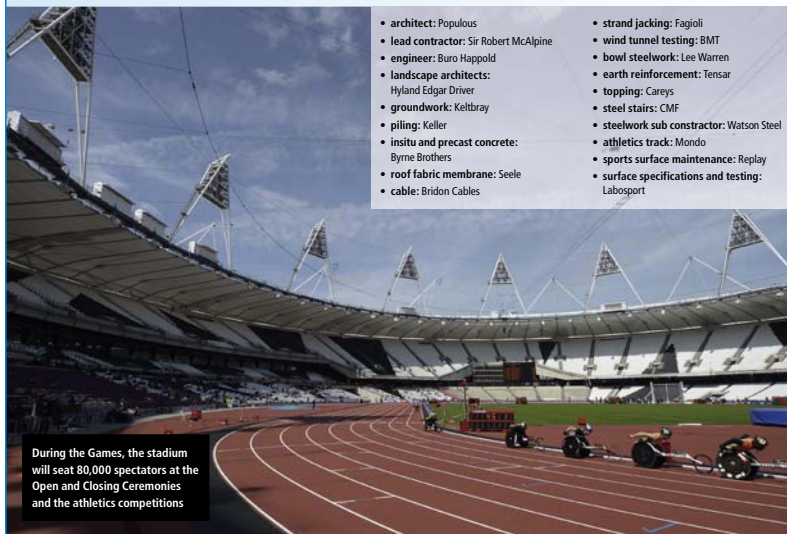 • architect: Populous
• lead contractor: Sir Robert McAlpine
• engineer: Buro Happold
• landscape architects:
Hyland Edgar Driver
• groundwork: Keltbray
• piling: Keller
• insitu and precast concrete:
Byrne Brothers
• roof fabric membrane: Seele
• cable: Bridon Cables
• strand jacking: Fagioli
• wind tunnel testing: BMT
• bowl steelwork: Lee Warren
• earth reinforcement: Tensar
• topping: Careys
• steel stairs: CMF
• steelwork sub constractor: Watson Steel
• athletics track: Mondo
• sports surface maintenance: Replay
• surface specifications and testing:
Labosport
During the Games, the stadium
will seat 80,000 spectators at the
Open and Closing Ceremonies
and the athletics competitions